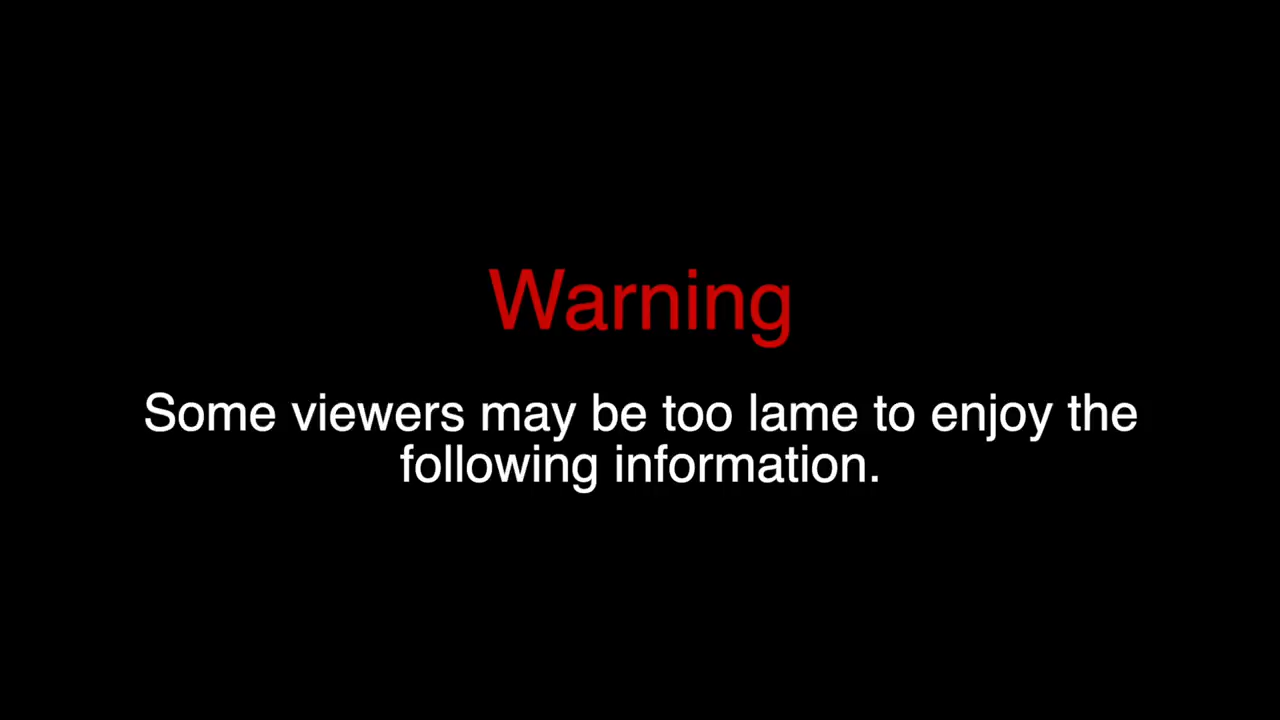 Warning
Some viewers may be too lame to enjoy the
following information.